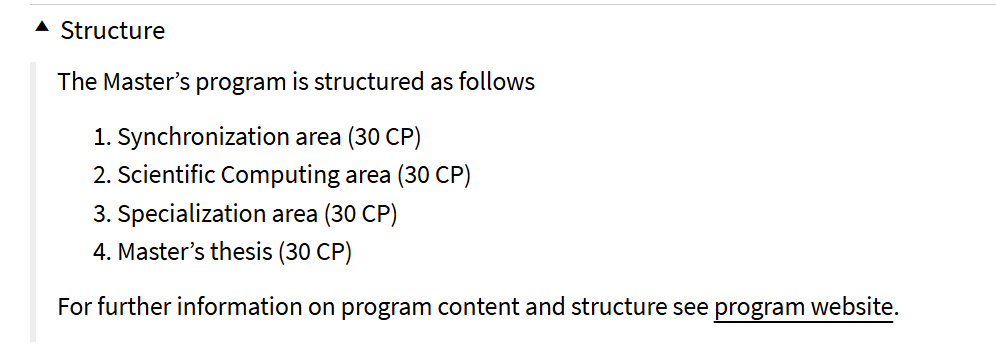 ▲ Structure
The Master’s program is structured as follows
1. Synchronization area (30 CP)
2. Scientific Computing area (30 CP)
3. Specialization area (30 CP)
4. Master’s thesis (30 CP)
For further information on program content and structure see program website.